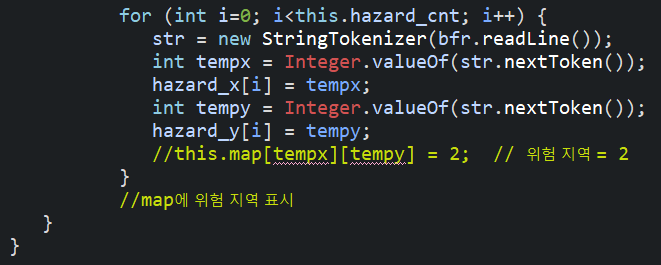 for (int i=0; i<this.hazard_cnt; i++) {
str = new StringTokenizer(bfr.readLine());
int tempx = Integer.valueOf(str.nextToken());
hazard_x[i] = tempx;
int tempy = Integer.valueOf(str.nextToken());
hazard_y[i] = tempy;
//this.map[tempx][tempy] = 2;  // 위험 지역 = 2
}
//map에 위험 지역 표시
}
}